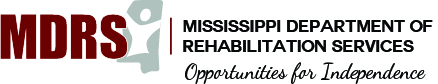 MDRS
MISSISSIPPI DEPARTMENT OF
REHABILITATION SERVICES
Opportunities for Independence